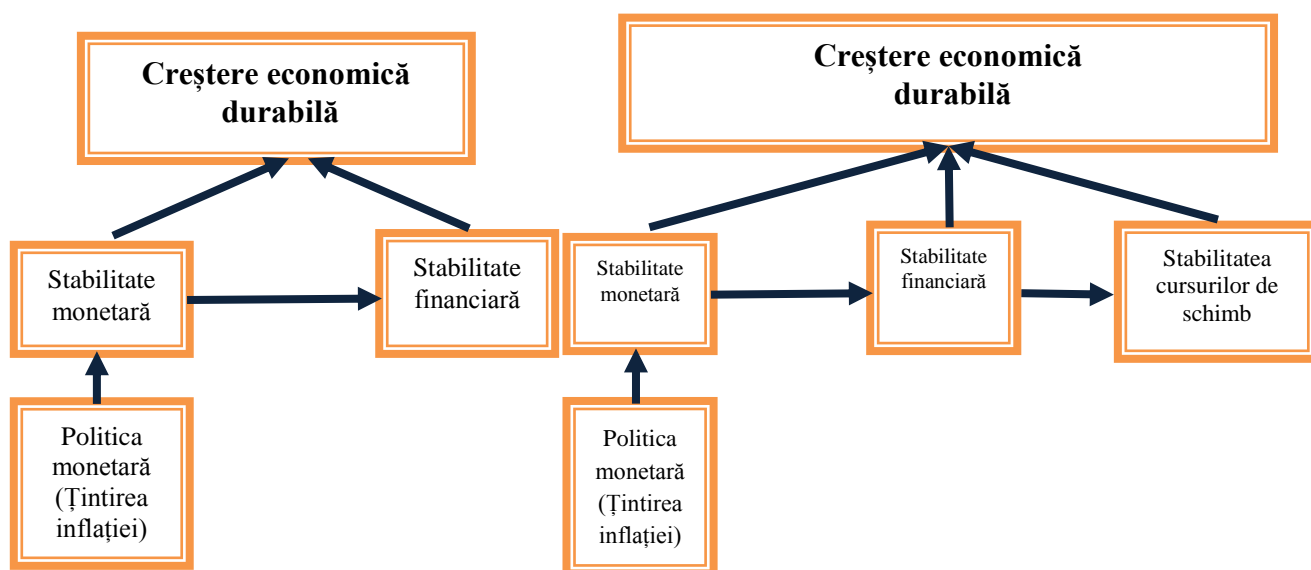 Creștere economică
durabilă
Stabilitate
monetară
Stabilitate
financiară
Politica
monetară
(Țintirea
inflației)
Creștere economică
durabilă
Stabilitate
monetară
Stabilitate
financiară
Stabilitatea
cursurilor de
schimb
Politica
monetară
(Țintirea
inflației)